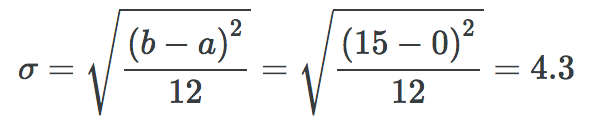 σ = √((b − a)²/12) = √((15 − 0)²/12) = 4.3